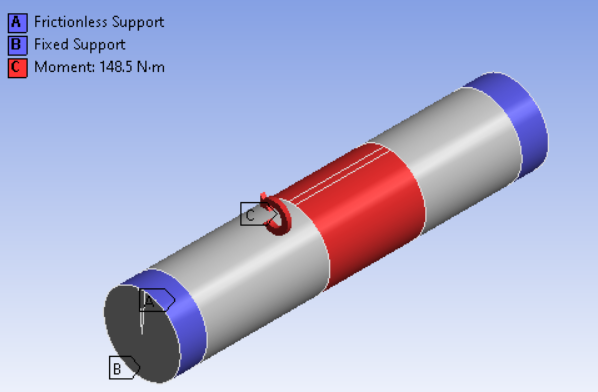 A Frictionless Support
B Fixed Support
C Moment: 148.5 N·m
C
A
B